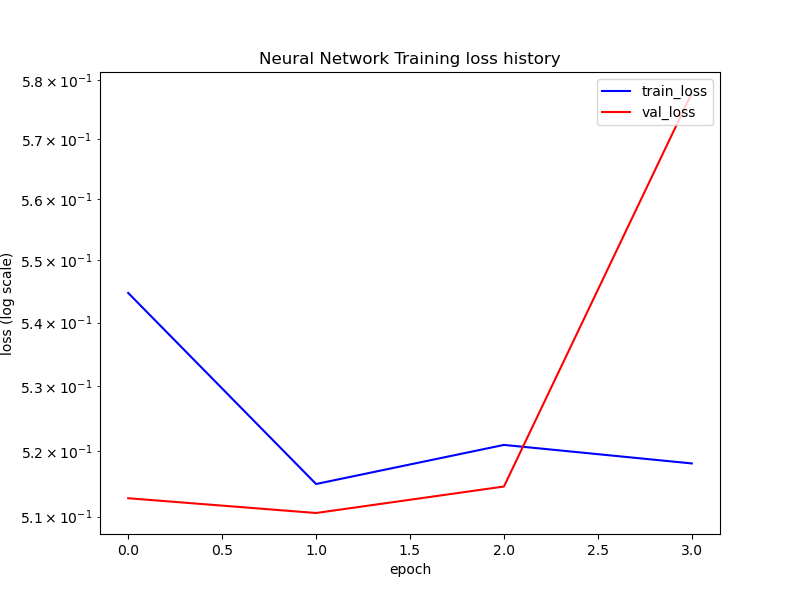 Neural Network Training loss history
train_loss
val_loss
loss (log scale)
5.8 × 10⁻¹
5.7 × 10⁻¹
5.6 × 10⁻¹
5.5 × 10⁻¹
5.4 × 10⁻¹
5.3 × 10⁻¹
5.2 × 10⁻¹
5.1 × 10⁻¹
0.0 0.5 1.0 1.5 2.0 2.5 3.0
epoch